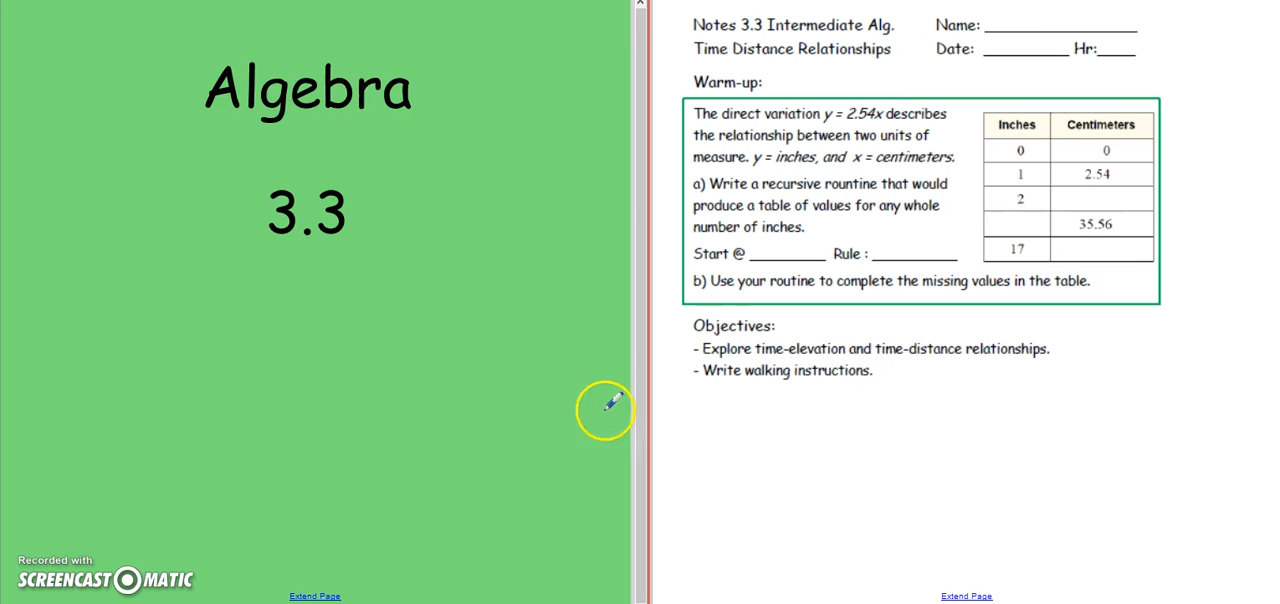 Algebra
3.3
Recorded with
SCREENCAST MATIC
Extend Page
Notes 3.3 Intermediate Alg. Name: ____________________
Time Distance Relationships Date: ___________ Hr:_____
Warm-up:
The direct variation y = 2.54x describes
the relationship between two units of
measure. y = inches, and x = centimeters.
a) Write a recursive rountine that would
produce a table of values for any whole
number of inches.
Start @ __________ Rule : ___________
Inches Centimeters
0 0
1 2.54
2
35.56
17
b) Use your routine to complete the missing values in the table.
Objectives:
- Explore time-elevation and time-distance relationships.
- Write walking instructions.
Extend Page